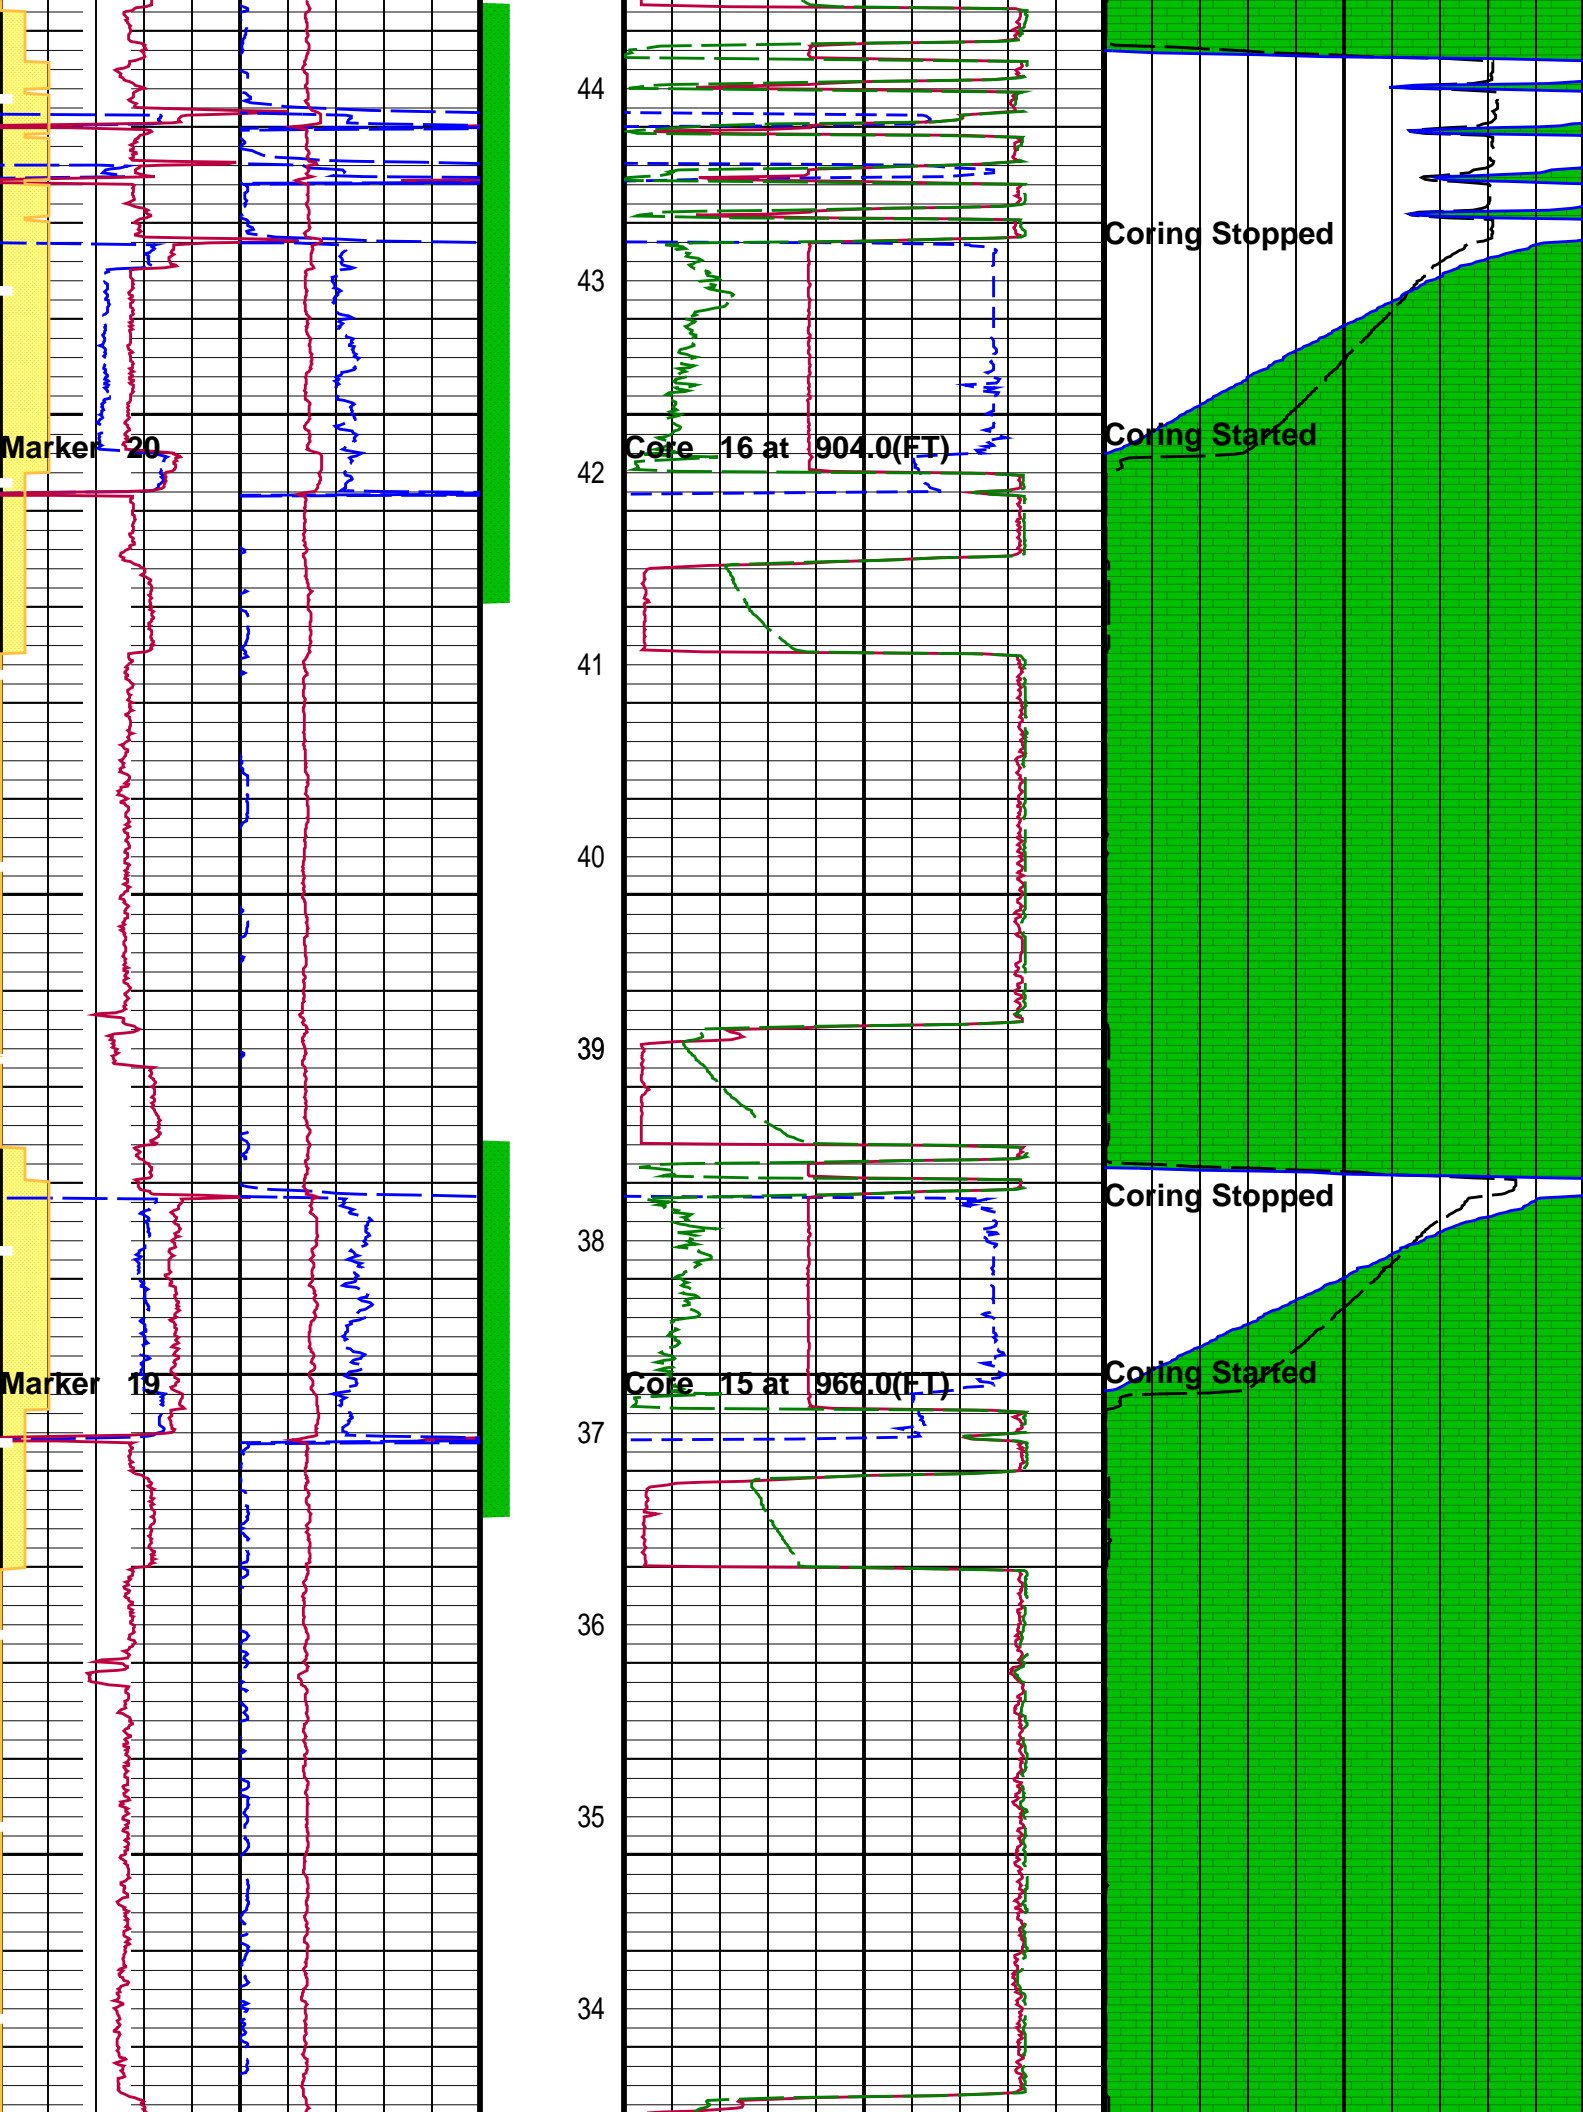 44
Coring Stopped
43
Coring Started
Marker 20
Core 16 at 904.0(FT)
42
41
40
39
Coring Stopped
38
Coring Started
Marker 19
Core 15 at 966.0(FT)
37
36
35
34